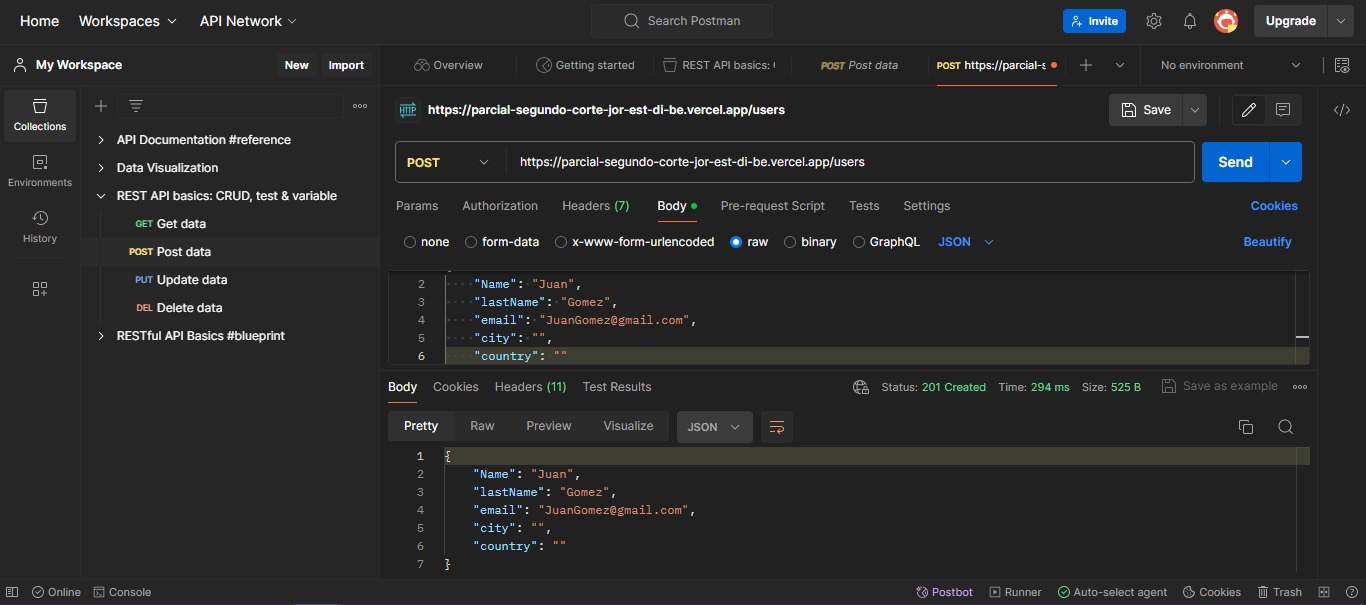 Home Workspaces API Network Search Postman Invite Upgrade
My Workspace New Import Overview Getting started REST API basics: POST Post data POST https://parcial-s No environment
Collections
Environments
History
API Documentation #reference
Data Visualization
REST API basics: CRUD, test & variable
GET Get data
POST Post data
PUT Update data
DEL Delete data
RESTful API Basics #blueprint
HTTP https://parcial-segundo-corte-jor-est-di-be.vercel.app/users Save
POST https://parcial-segundo-corte-jor-est-di-be.vercel.app/users Send
Params Authorization Headers (7) Body Pre-request Script Tests Settings Cookies
none form-data x-www-form-urlencoded raw binary GraphQL JSON Beautify
2 "Name": "Juan",
3 "lastName": "Gomez",
4 "email": "JuanGomez@gmail.com",
5 "city": "",
6 "country": ""
Body Cookies Headers (11) Test Results Status: 201 Created Time: 294 ms Size: 525 B Save as example
Pretty Raw Preview Visualize JSON
1 {
2 "Name": "Juan",
3 "lastName": "Gomez",
4 "email": "JuanGomez@gmail.com",
5 "city": "",
6 "country": ""
7 }
Online Console Postbot Runner Auto-select agent Cookies Trash